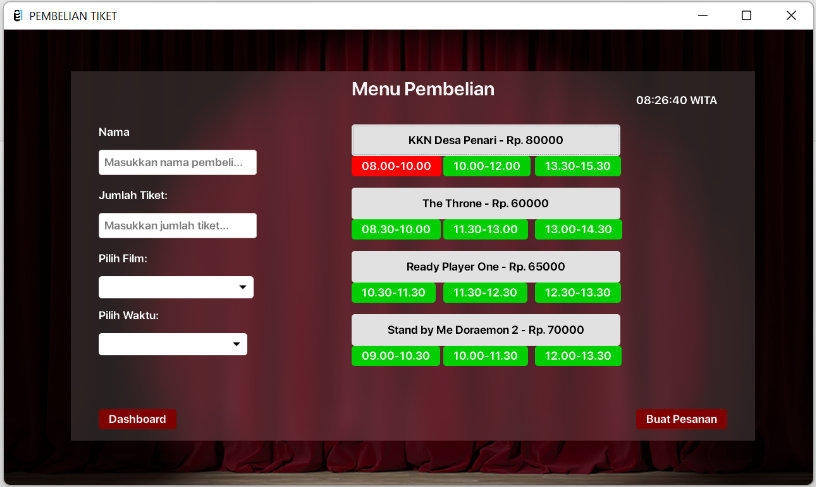 PEMBELIAN TIKET
Menu Pembelian
08:26:40 WITA
Nama
Masukkan nama pembeli...
Jumlah Tiket:
Masukkan jumlah tiket...
Pilih Film:
Pilih Waktu:
KKN Desa Penari - Rp. 80000
08.00-10.00 10.00-12.00 13.30-15.30
The Throne - Rp. 60000
08.30-10.00 11.30-13.00 13.00-14.30
Ready Player One - Rp. 65000
10.30-11.30 11.30-12.30 12.30-13.30
Stand by Me Doraemon 2 - Rp. 70000
09.00-10.30 10.00-11.30 12.00-13.30
Dashboard
Buat Pesanan